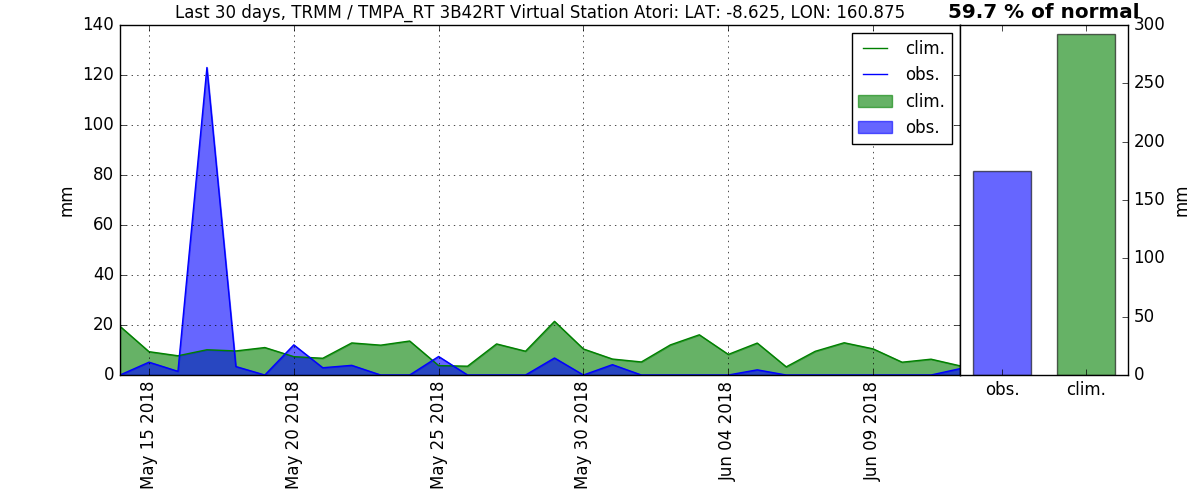 Last 30 days, TRMM / TMPA_RT 3B42RT Virtual Station Atori: LAT: -8.625, LON: 160.875
59.7 % of normal
140
120
100
80
60
40
20
0
mm
clim.
obs.
clim.
obs.
May 15 2018
May 20 2018
May 25 2018
May 30 2018
Jun 04 2018
Jun 09 2018
300
250
200
150
100
50
0
mm
obs.
clim.